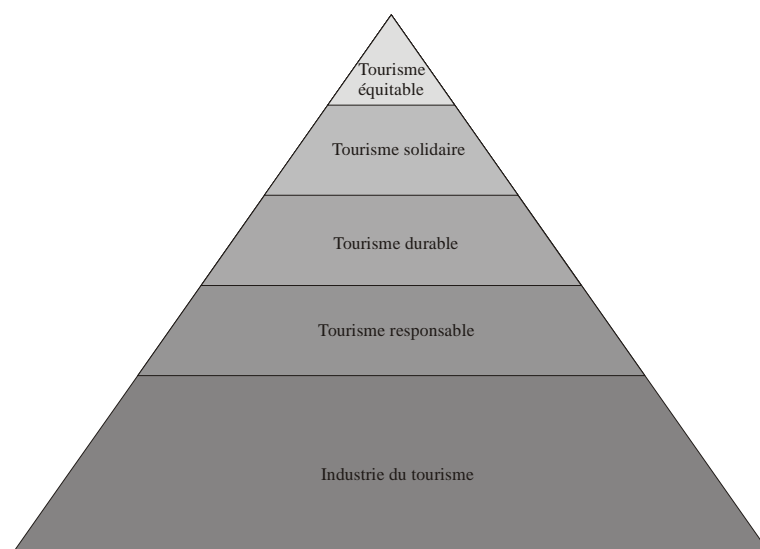 Tourisme
équitable
Tourisme solidaire
Tourisme durable
Tourisme responsable
Industrie du tourisme